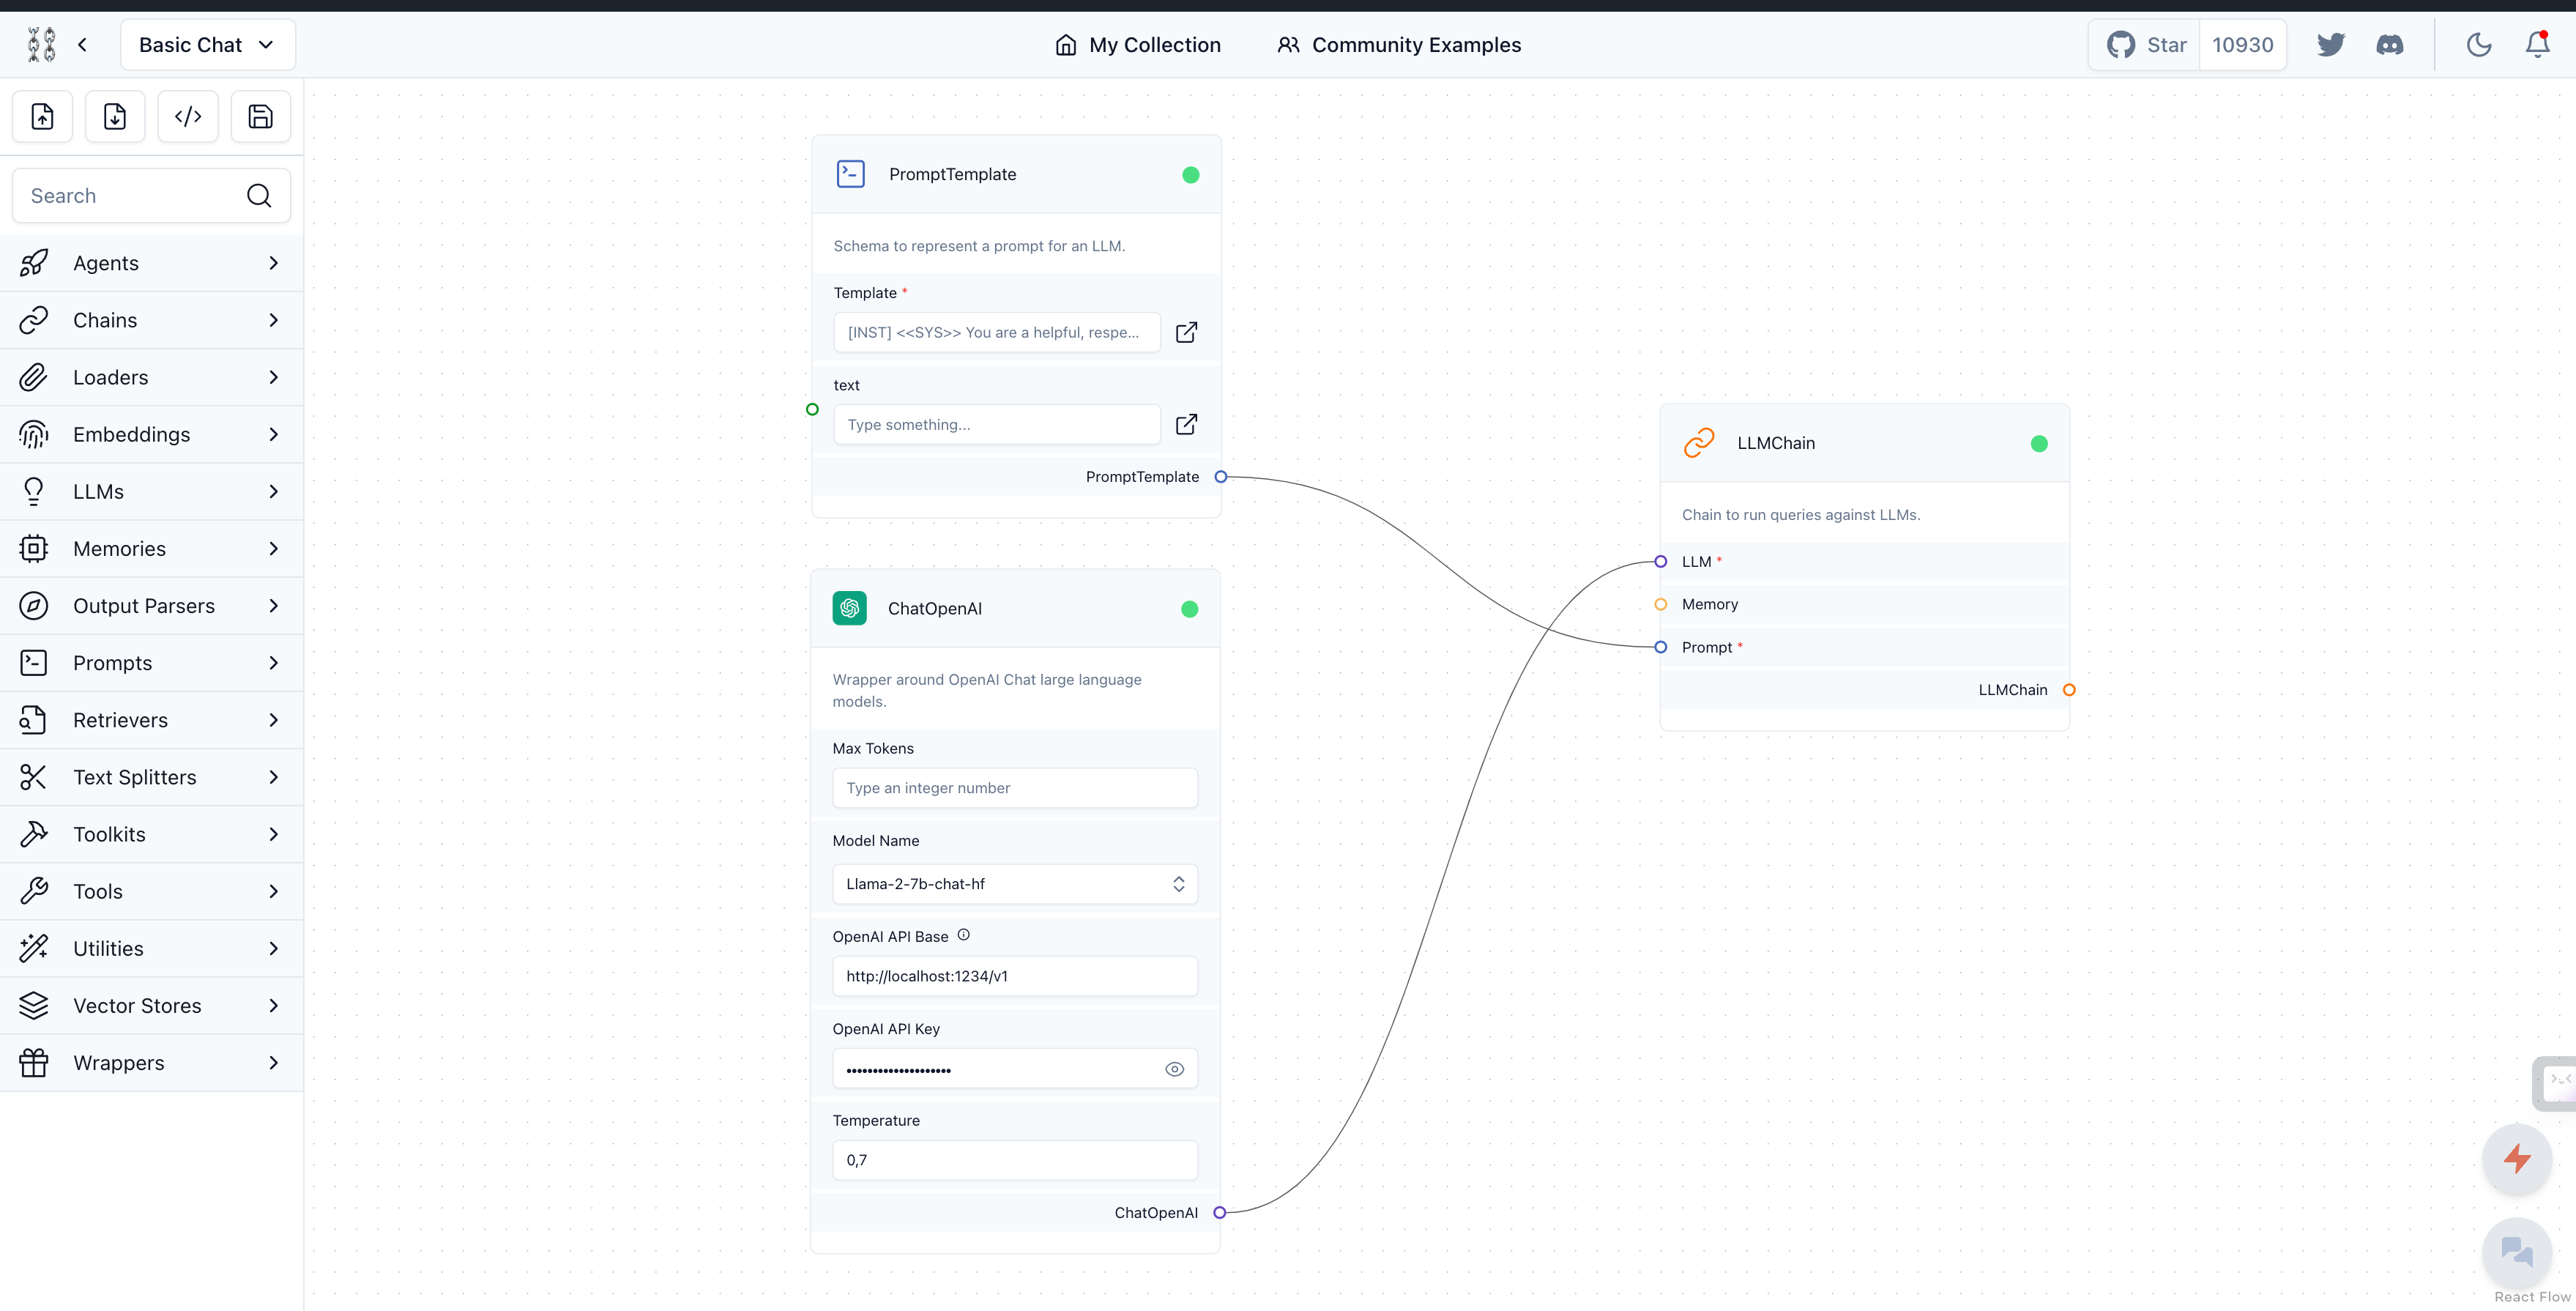 Basic Chat
My Collection
Community Examples
Star 10930
Search
Agents
Chains
Loaders
Embeddings
LLMs
Memories
Output Parsers
Prompts
Retrievers
Text Splitters
Toolkits
Tools
Utilities
Vector Stores
Wrappers
PromptTemplate
Schema to represent a prompt for an LLM.
Template *
[INST] <<SYS>> You are a helpful, respe...
text
Type something...
PromptTemplate
ChatOpenAI
Wrapper around OpenAI Chat large language
models.
Max Tokens
Type an integer number
Model Name
Llama-2-7b-chat-hf
OpenAI API Base
http://localhost:1234/v1
OpenAI API Key
••••••••••••••••••••
Temperature
0,7
ChatOpenAI
LLMChain
Chain to run queries against LLMs.
LLM *
Memory
Prompt *
LLMChain
React Flow